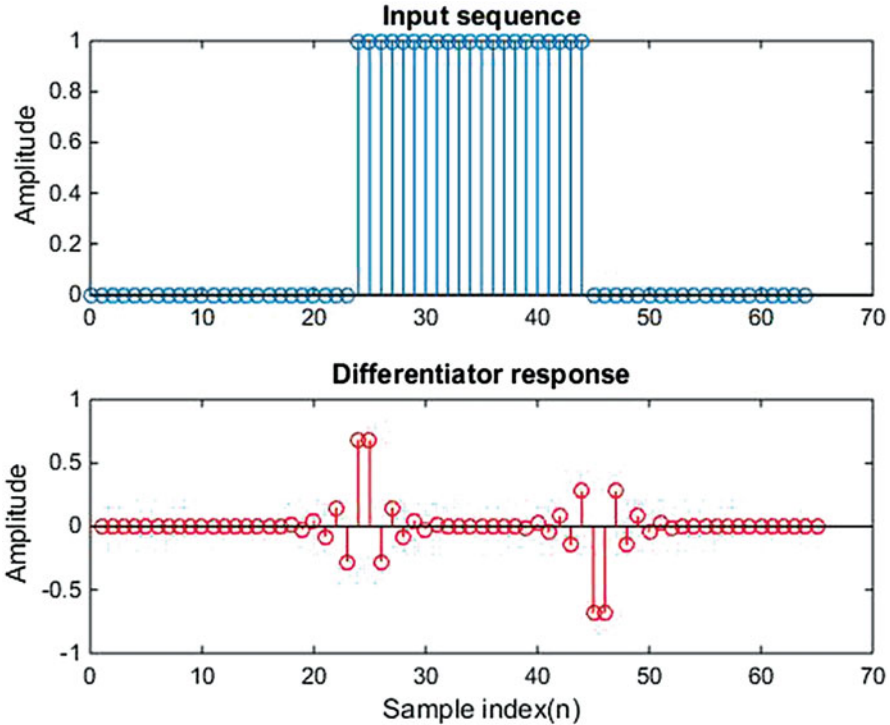 Input sequence
1
0.8
0.6
0.4
0.2
0
Amplitude
0 10 20 30 40 50 60 70
Differentiator response
1
0.5
0
-0.5
-1
Amplitude
0 10 20 30 40 50 60 70
Sample index(n)